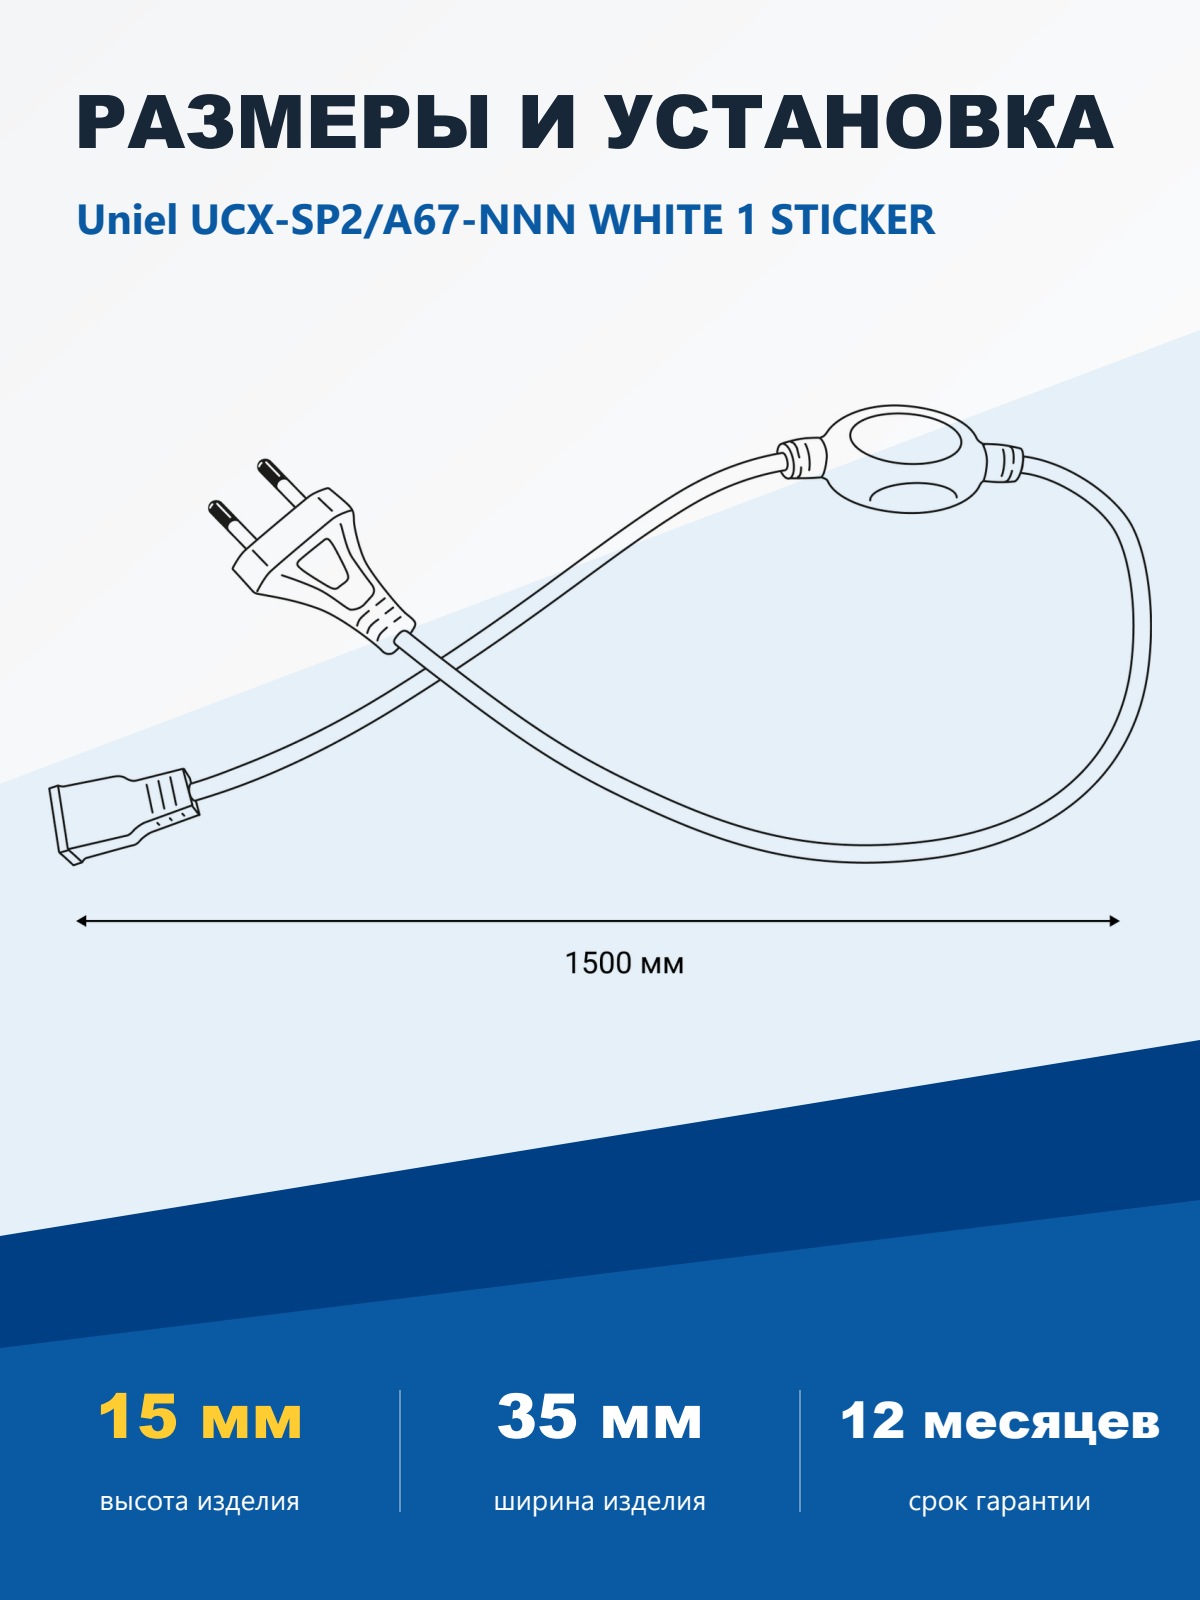 РАЗМЕРЫ И УСТАНОВКА
Uniel UCX-SP2/A67-NNN WHITE 1 STICKER
1500 мм
15 мм
высота изделия
35 мм
ширина изделия
12 месяцев
срок гарантии